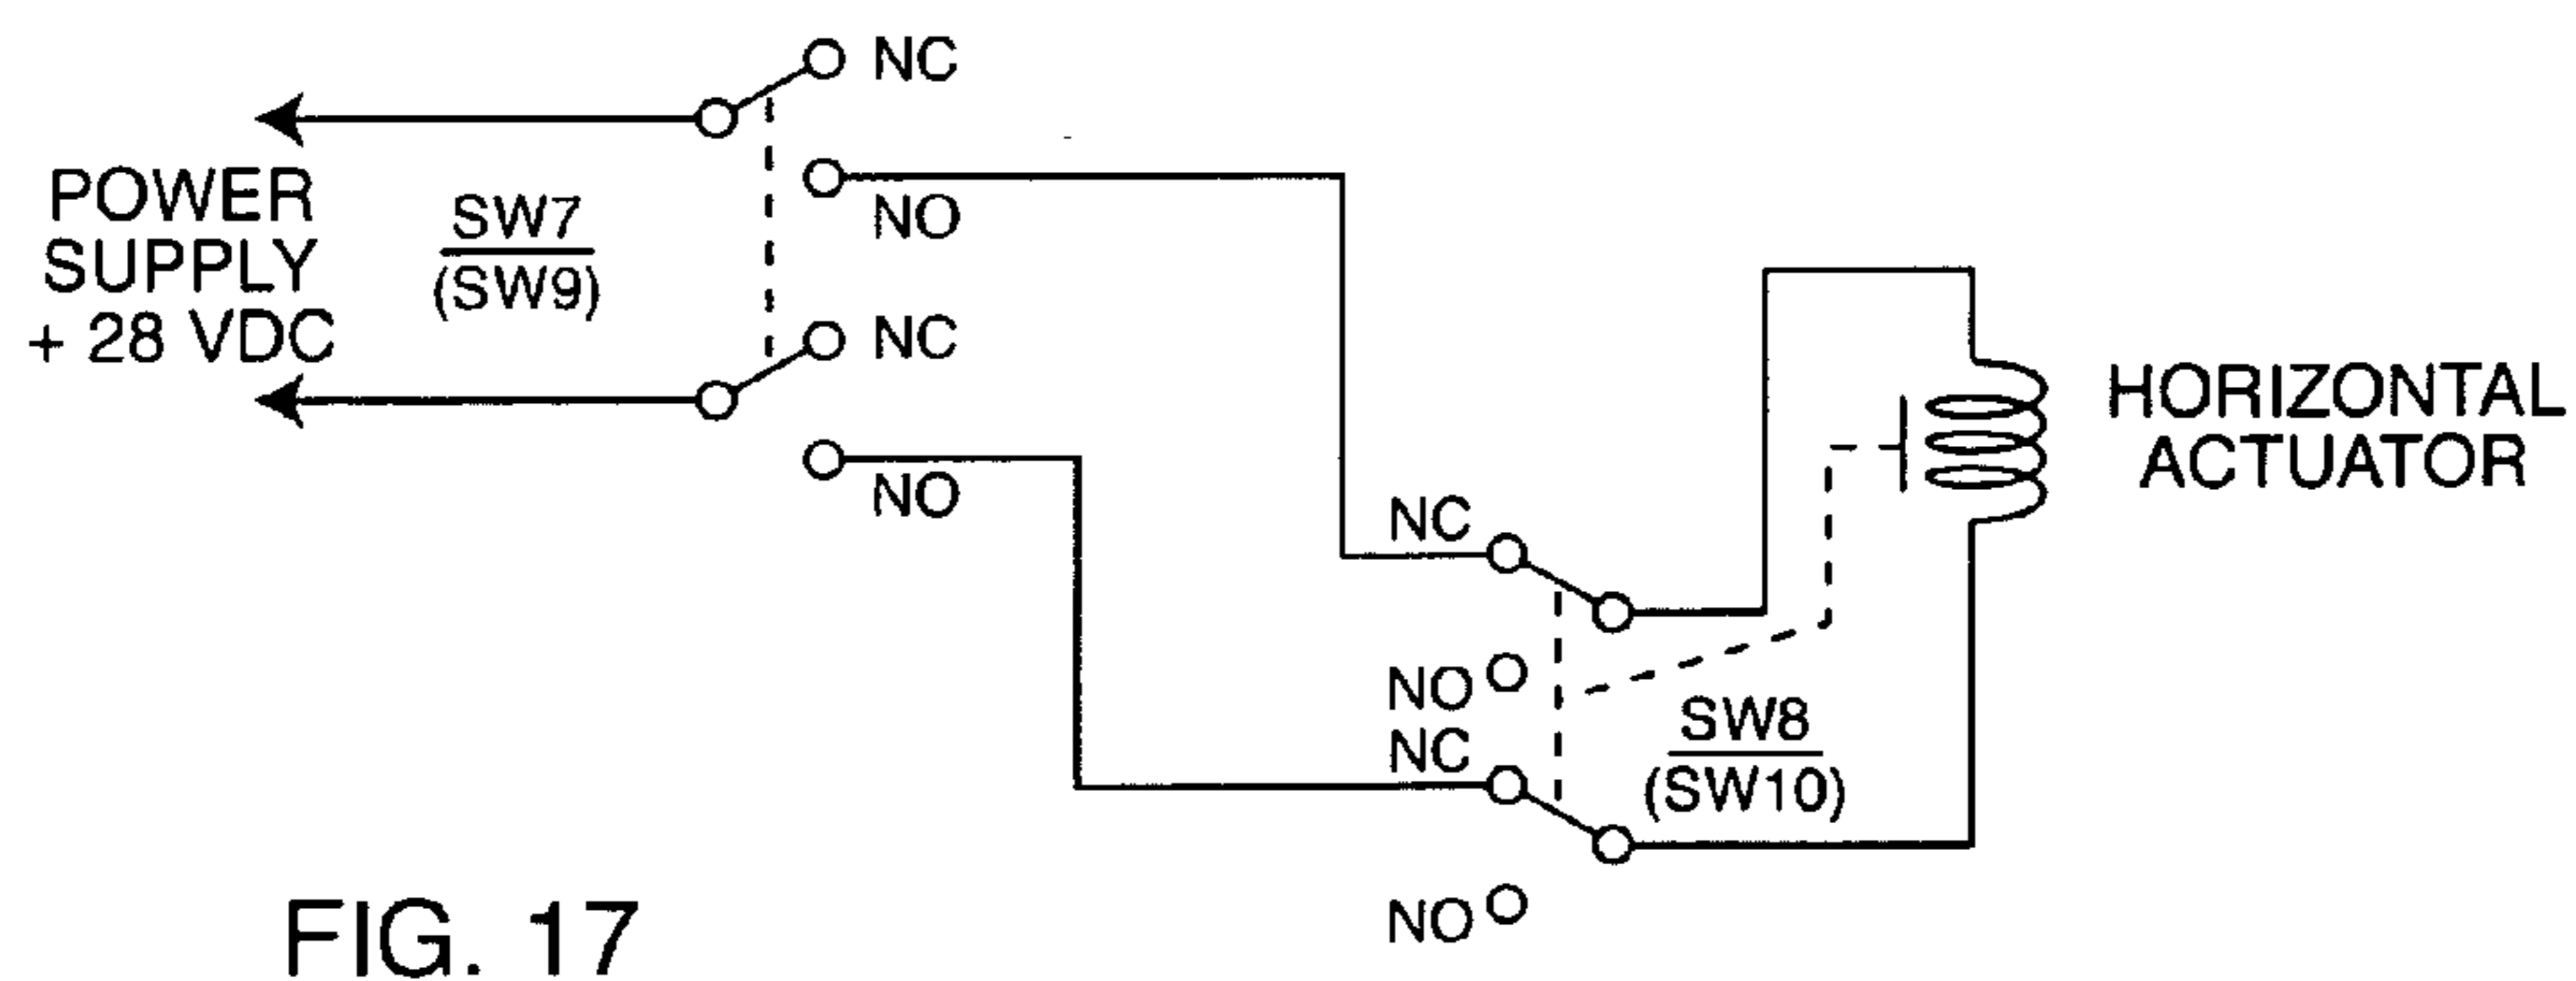 NC
POWER
SUPPLY
+ 28 VDC
SW7
(SW9)
NO
NC
NO
HORIZONTAL
ACTUATOR
NC
NO
NC
SW8
(SW10)
NO
FIG. 17